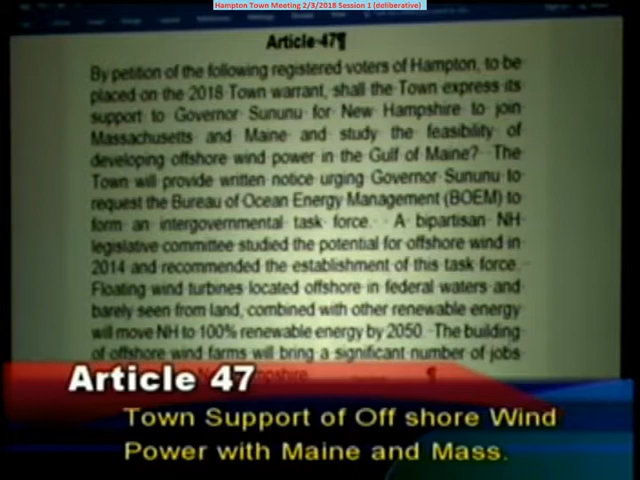 Hampton Town Meeting 2/3/2018 Session 1 (deliberative)
Article·47¶
By petition of the following registered voters of Hampton, to be
placed on the 2018 Town warrant, shall the Town express its
support to Governor Sununu for New Hampshire to join
Massachusetts and Maine and study the feasibility of
developing offshore wind power in the Gulf of Maine? The
Town will provide written notice urging Governor Sununu to
request the Bureau of Ocean Energy Management (BOEM) to
form an intergovernmental task force. A bipartisan NH
legislative committee studied the potential for offshore wind in
2014 and recommended the establishment of this task force.
Floating wind turbines located offshore in federal waters and
barely seen from land, combined with other renewable energy
will move NH to 100% renewable energy by 2050. The building
of offshore wind farms will bring a significant number of jobs
¶
Article 47
Town Support of Off shore Wind
Power with Maine and Mass.